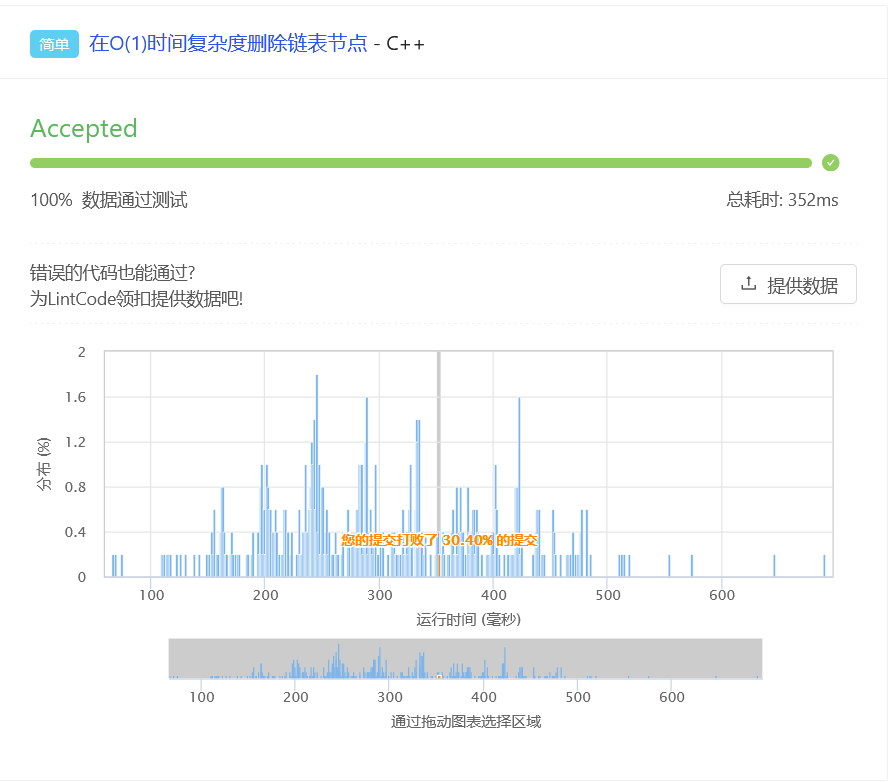 简单 在O(1)时间复杂度删除链表节点 - C++
Accepted
100% 数据通过测试 总耗时: 352ms
错误的代码也能通过?
为LintCode领扣提供数据吧!
提供数据
2
1.6
1.2
0.8
0.4
0
分布 (%)
您的提交打败了 30.40% 的提交
100 200 300 400 500 600
运行时间 (毫秒)
100 200 300 400 500 600
通过拖动图表选择区域